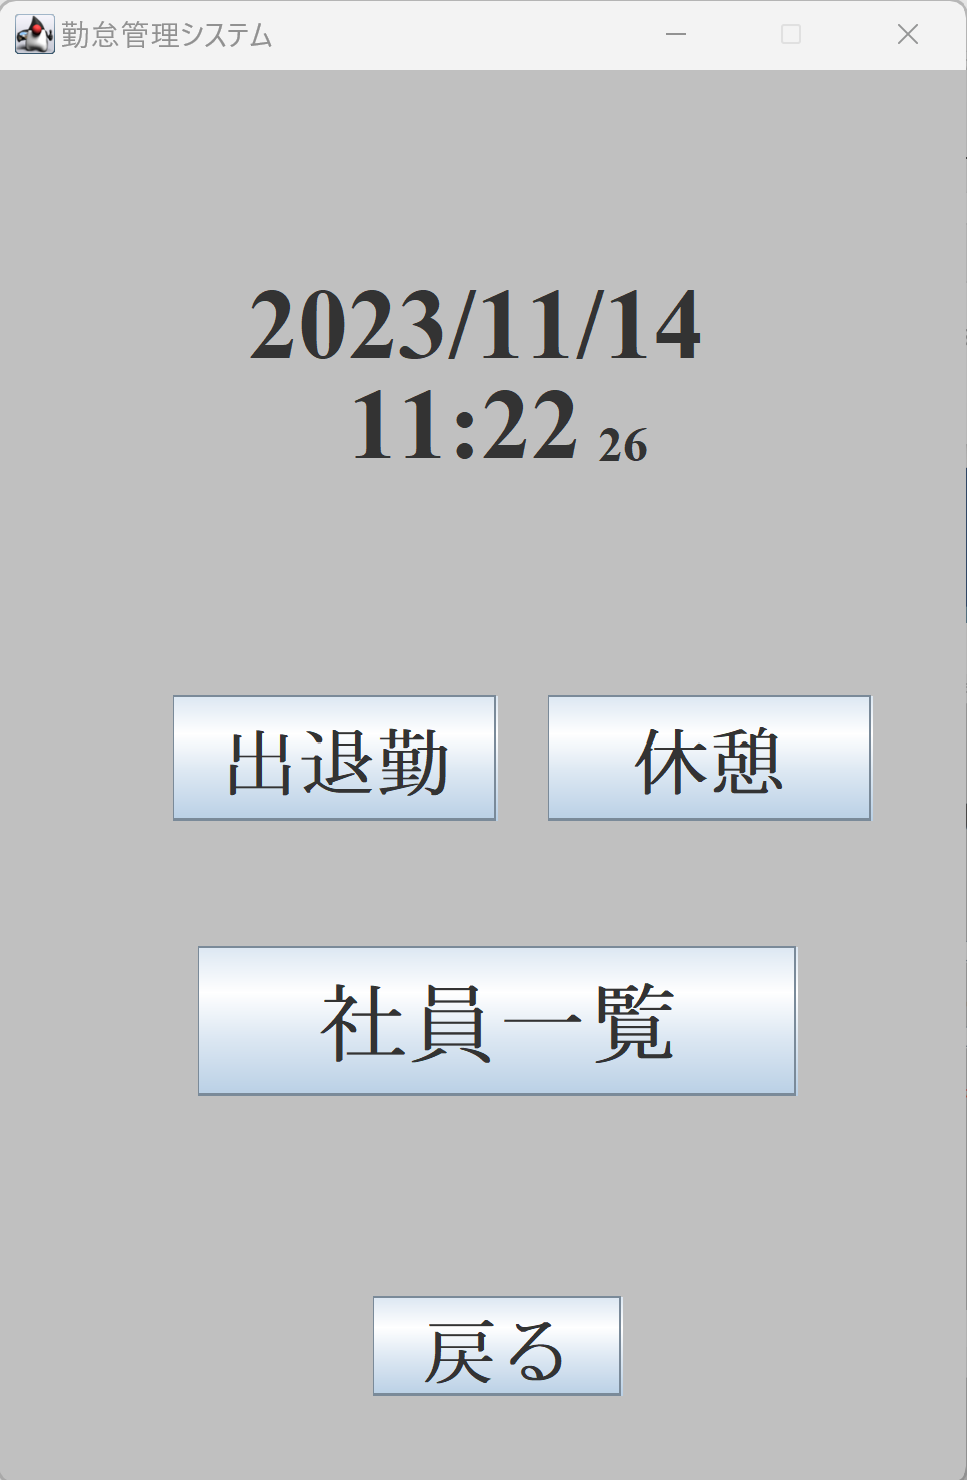 勤怠管理システム
2023/11/14
11:22 26
出退勤 休憩
社員一覧
戻る